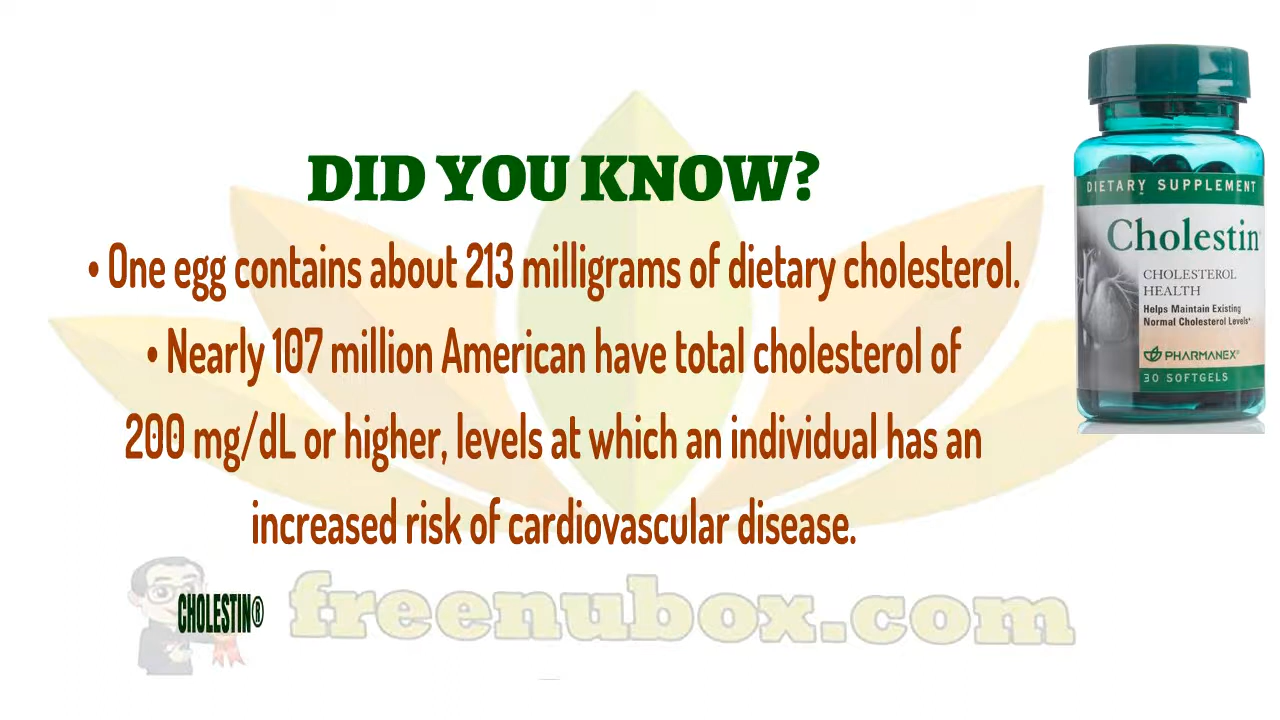 DID YOU KNOW?
• One egg contains about 213 milligrams of dietary cholesterol.
• Nearly 107 million American have total cholesterol of
200 mg/dL or higher, levels at which an individual has an
increased risk of cardiovascular disease.
DIETARY SUPPLEMENT
Cholestin®
CHOLESTEROL
HEALTH
Helps Maintain Existing
Normal Cholesterol Levels*
PHARMANEX®
30 SOFTGELS
CHOLESTIN®
freenubox.com